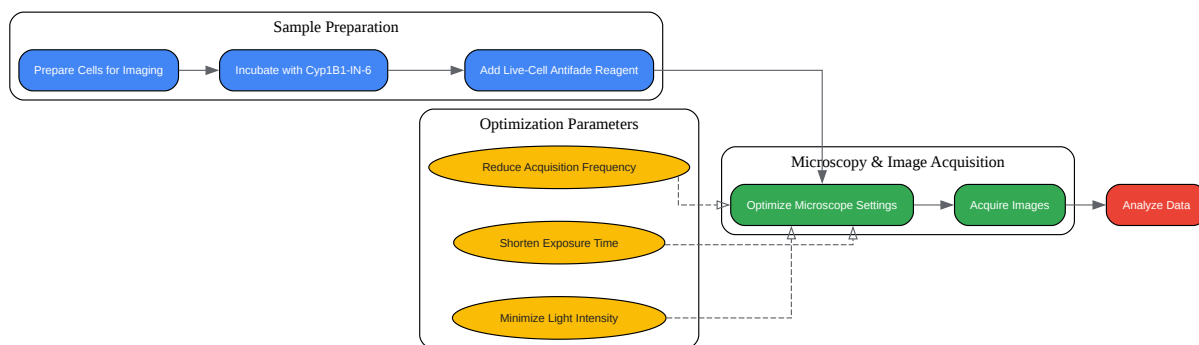 Sample Preparation
Prepare Cells for Imaging
Incubate with Cyp1B1-IN-6
Add Live-Cell Antifade Reagent
Optimization Parameters
Reduce Acquisition Frequency
Shorten Exposure Time
Minimize Light Intensity
Microscopy & Image Acquisition
Optimize Microscope Settings
Acquire Images
Analyze Data